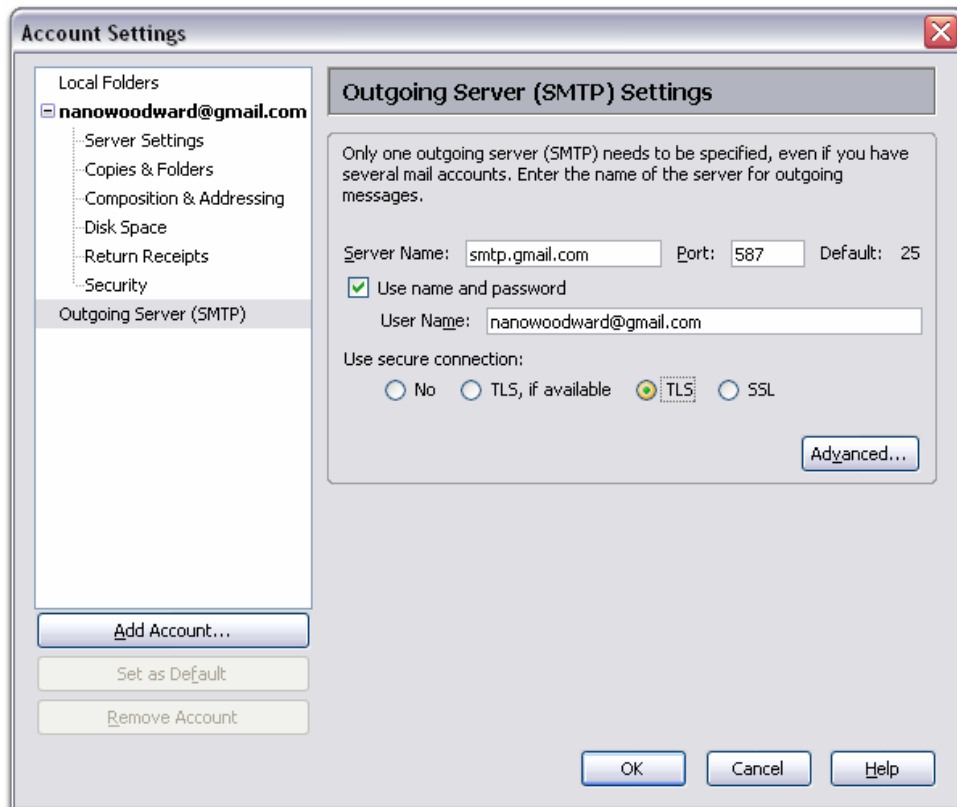 Account Settings
Local Folders
nanowoodward@gmail.com
Server Settings
Copies & Folders
Composition & Addressing
Disk Space
Return Receipts
Security
Outgoing Server (SMTP)
Add Account...
Set as Default
Remove Account
Outgoing Server (SMTP) Settings
Only one outgoing server (SMTP) needs to be specified, even if you have
several mail accounts. Enter the name of the server for outgoing
messages.
Server Name: smtp.gmail.com Port: 587 Default: 25
Use name and password
User Name: nanowoodward@gmail.com
Use secure connection:
No TLS, if available TLS SSL
Advanced...
OK Cancel Help